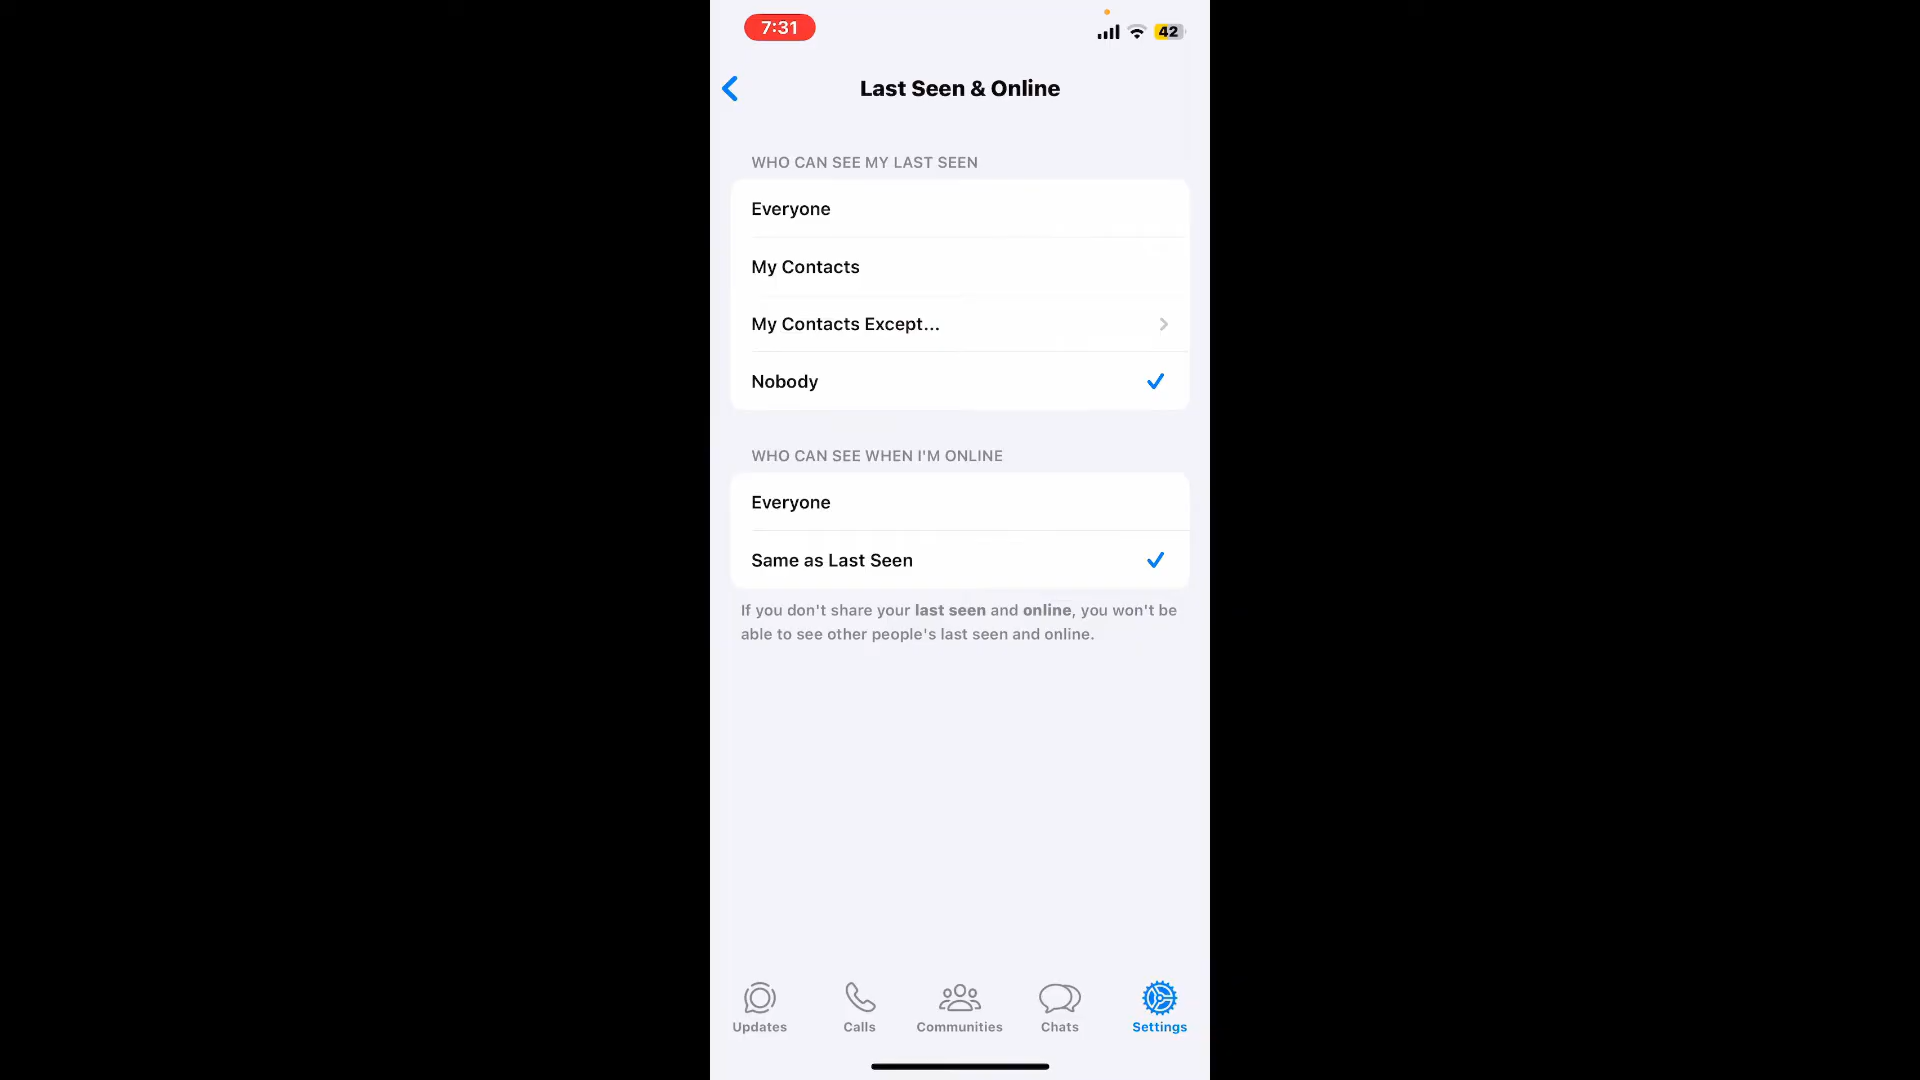 7:31
42
Last Seen & Online
WHO CAN SEE MY LAST SEEN
Everyone
My Contacts
My Contacts Except...
Nobody
WHO CAN SEE WHEN I'M ONLINE
Everyone
Same as Last Seen
If you don't share your last seen and online, you won't be
able to see other people's last seen and online.
Updates
Calls
Communities
Chats
Settings